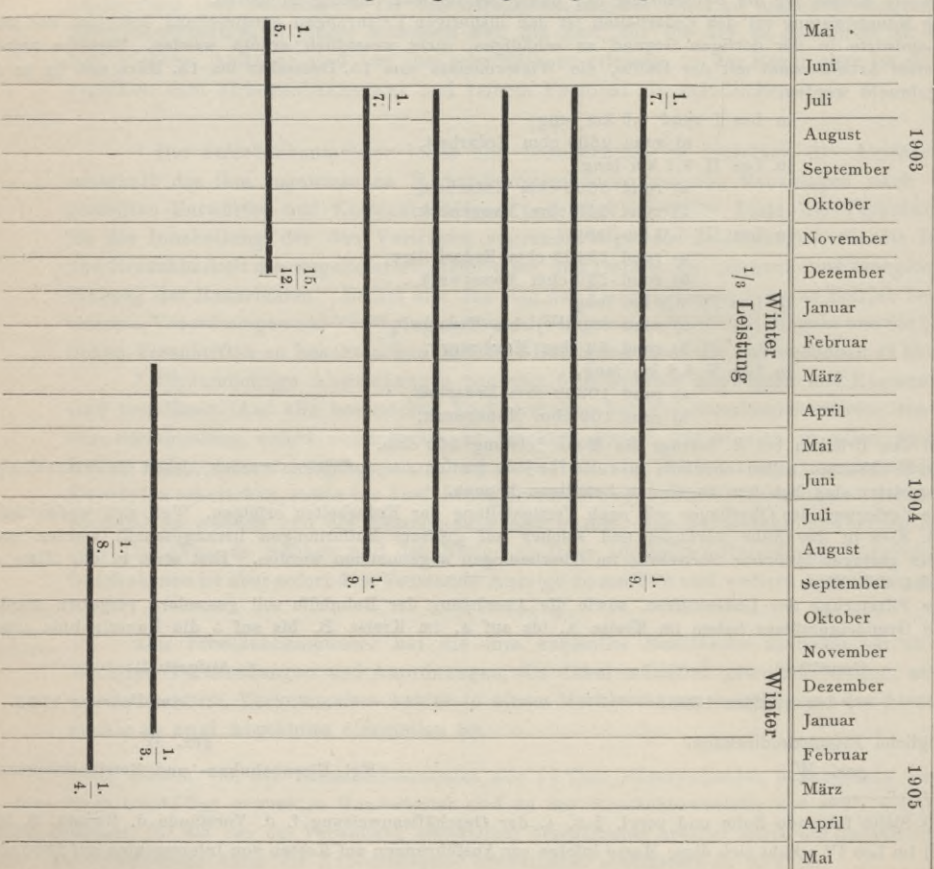 1.
5.
Mai
Juni
1.
7.
1.
7.
Juli
August
1903
September
Oktober
November
15.
12.
Dezember
Winter
1/3 Leistung
Januar
Februar
März
April
Mai
Juni
1904
Juli
1.
8.
August
1.
9.
1.
9.
September
Oktober
November
Dezember
Winter
Januar
1.
3.
Februar
1.
4.
März
1905
April
Mai